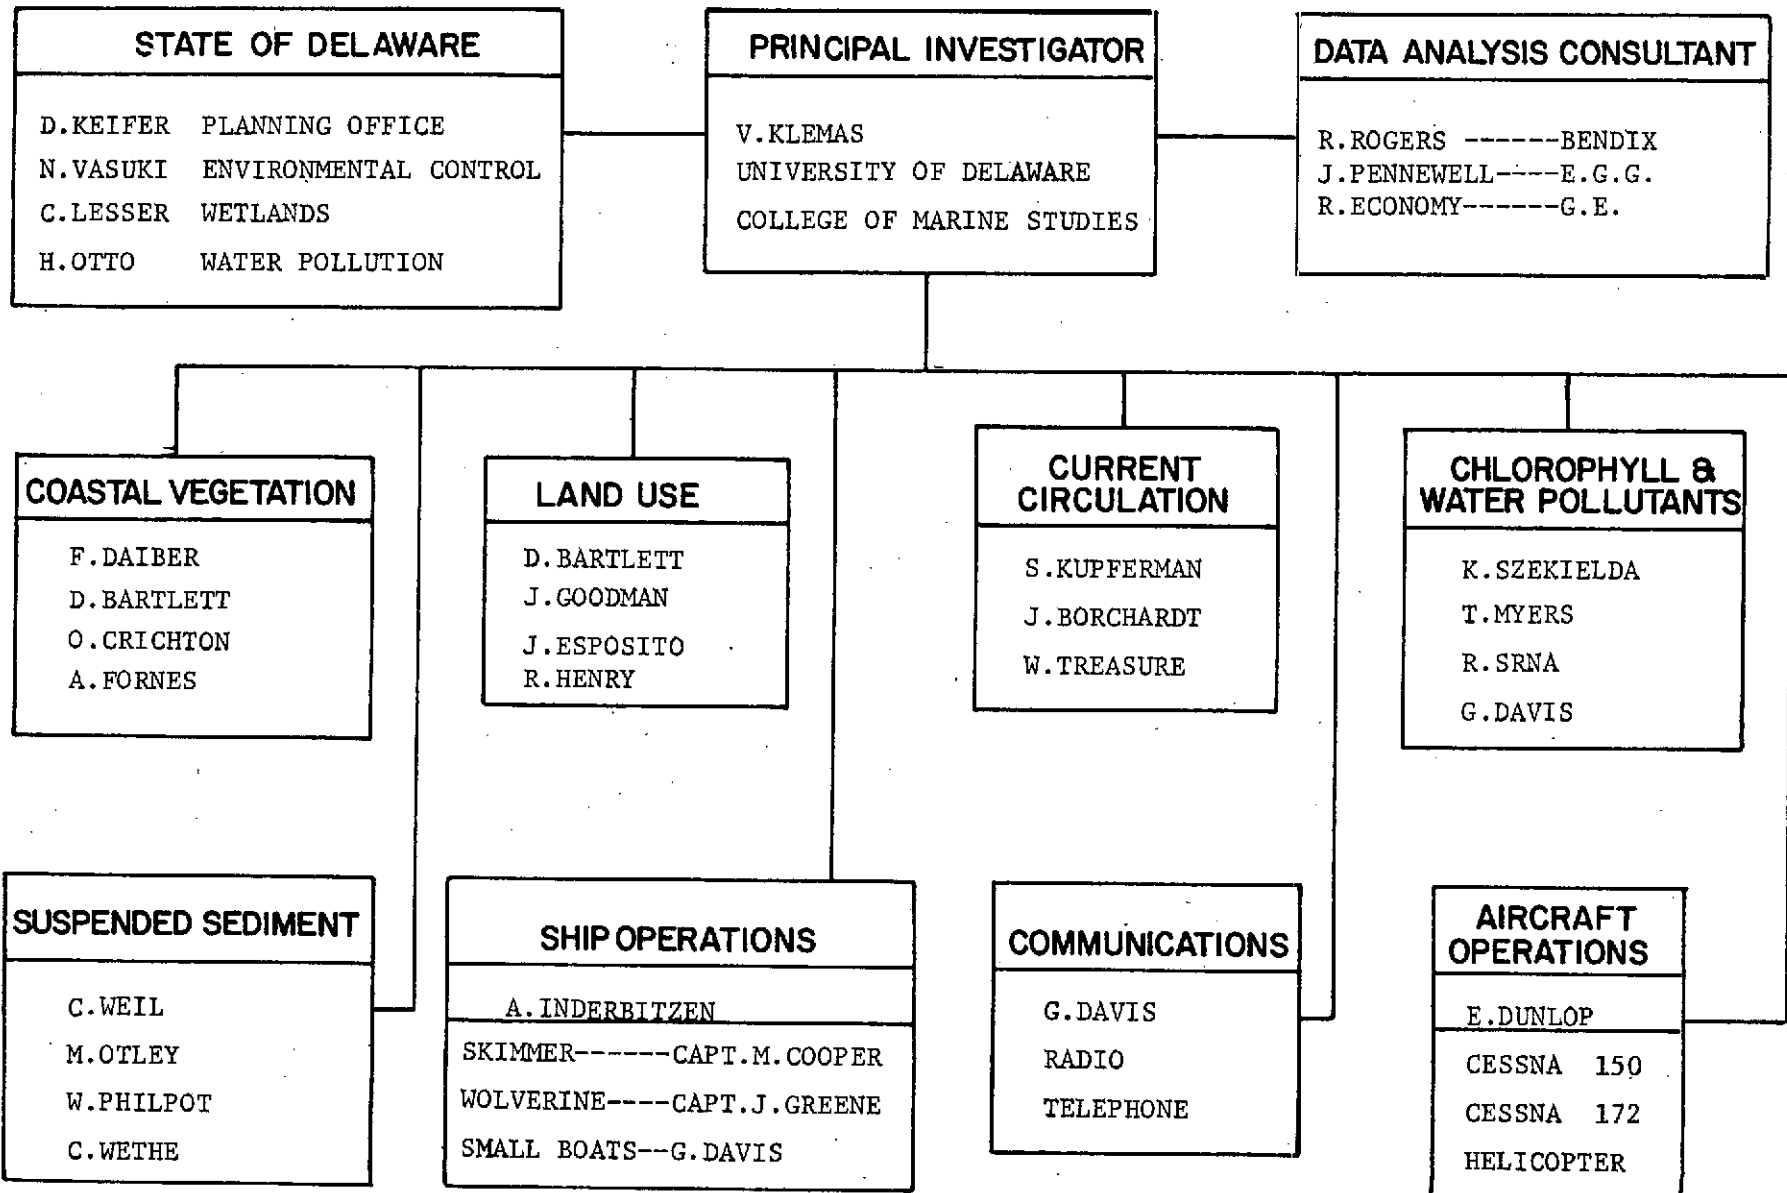 STATE OF DELAWARE
D.KEIFER PLANNING OFFICE
N.VASUKI ENVIRONMENTAL CONTROL
C.LESSER WETLANDS
H.OTTO WATER POLLUTION
PRINCIPAL INVESTIGATOR
V.KLEMAS
UNIVERSITY OF DELAWARE
COLLEGE OF MARINE STUDIES
DATA ANALYSIS CONSULTANT
R.ROGERS ------BENDIX
J.PENNEWELL----E.G.G.
R.ECONOMY------G.E.
COASTAL VEGETATION
F.DAIBER
D.BARTLETT
O.CRICHTON
A.FORNES
LAND USE
D.BARTLETT
J.GOODMAN
J.ESPOSITO
R.HENRY
CURRENT
CIRCULATION
S.KUPFERMAN
J.BORCHARDT
W.TREASURE
CHLOROPHYLL &
WATER POLLUTANTS
K.SZEKIELDA
T.MYERS
R.SRNA
G.DAVIS
SUSPENDED SEDIMENT
C.WEIL
M.OTLEY
W.PHILPOT
C.WETHE
SHIP OPERATIONS
A.INDERBITZEN
SKIMMER------CAPT.M.COOPER
WOLVERINE----CAPT.J.GREENE
SMALL BOATS--G.DAVIS
COMMUNICATIONS
G.DAVIS
RADIO
TELEPHONE
AIRCRAFT
OPERATIONS
E.DUNLOP
CESSNA 150
CESSNA 172
HELICOPTER